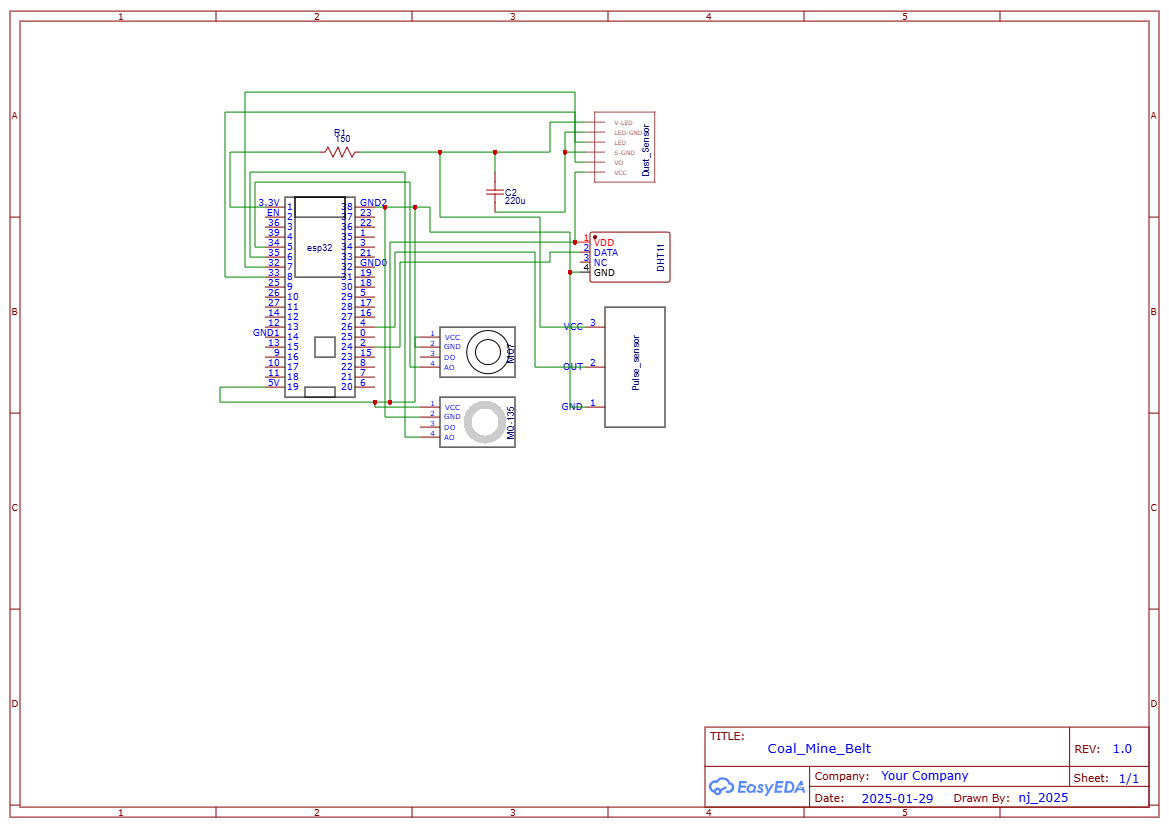 1 2 3 4 5
A
B
C
D
A
B
C
D
R1
150
C2
220u
V-LED
LED-GND
LED
S-GND
VO
VCC
Dust_Sensor
esp32
3.3V 1 38 GND2
EN 2 37 23
36 3 36 22
39 4 35 1
34 5 34 3
35 6 33 21
32 7 32 GND0
33 8 31 19
25 9 30 18
26 10 29 5
27 11 28 17
14 12 27 16
12 13 26 4
GND1 14 25 0
13 15 24 2
9 16 23 15
10 17 22 8
11 18 21 7
5V 19 20 6
1 VDD
2 DATA
3 NC
4 GND
DHT11
1 VCC
2 GND
3 DO
4 AO
MQ7
1 VCC
2 GND
3 DO
4 AO
MQ-135
VCC 3
OUT 2
GND 1
Pulse_sensor
TITLE:
Coal_Mine_Belt
REV: 1.0
EasyEDA
Company: Your Company
Sheet: 1/1
Date: 2025-01-29 Drawn By: nj_2025
1 2 3 4 5